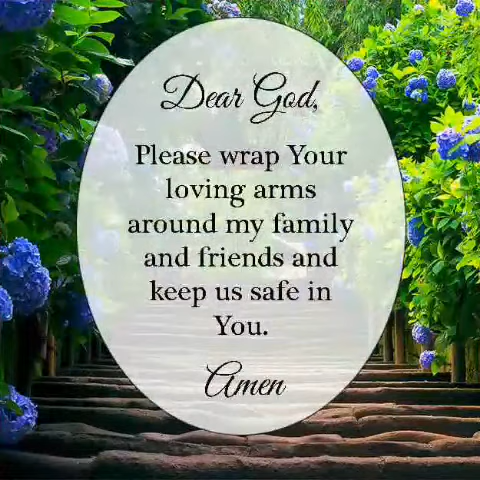 Dear God,
Please wrap Your
loving arms
around my family
and friends and
keep us safe in
You.
Amen